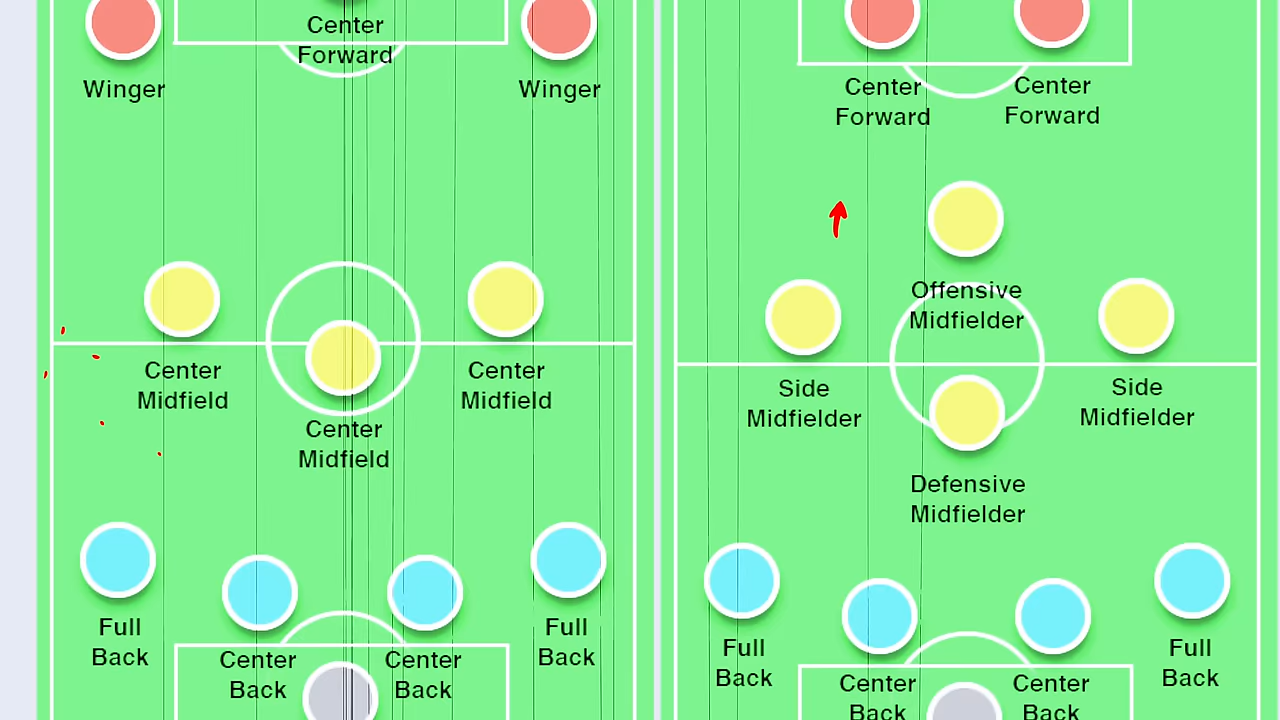 Center
Forward
Winger
Winger
Center
Midfield
Center
Midfield
Center
Midfield
Full
Back
Center
Back
Center
Back
Full
Back
Center
Forward
Center
Forward
Offensive
Midfielder
Side
Midfielder
Side
Midfielder
Defensive
Midfielder
Full
Back
Center
Back
Center
Back
Full
Back